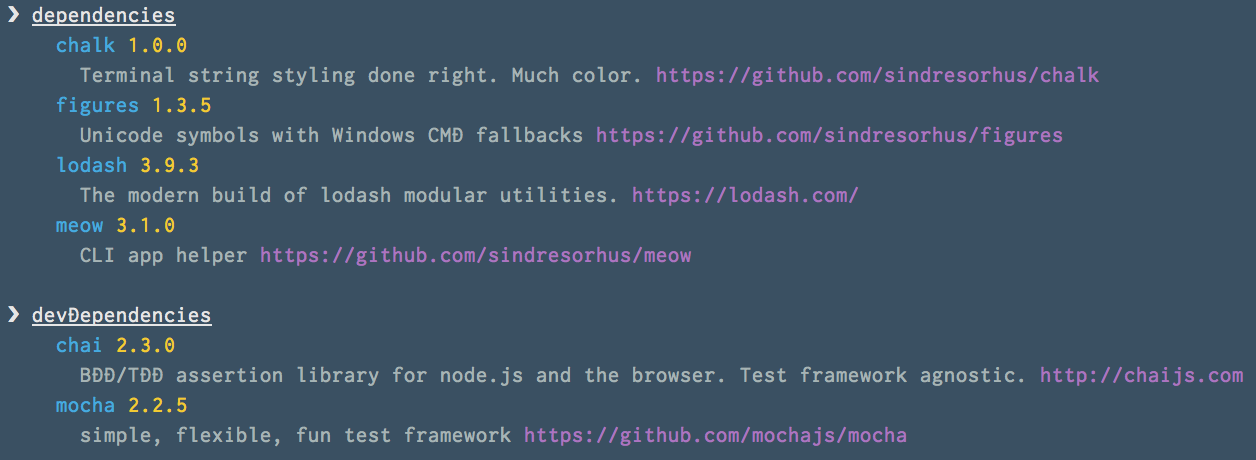 ❯ dependencies
chalk 1.0.0
Terminal string styling done right. Much color. https://github.com/sindresorhus/chalk
figures 1.3.5
Unicode symbols with Windows CMĐ fallbacks https://github.com/sindresorhus/figures
lodash 3.9.3
The modern build of lodash modular utilities. https://lodash.com/
meow 3.1.0
CLI app helper https://github.com/sindresorhus/meow
❯ devĐependencies
chai 2.3.0
BĐĐ/TĐĐ assertion library for node.js and the browser. Test framework agnostic. http://chaijs.com
mocha 2.2.5
simple, flexible, fun test framework https://github.com/mochajs/mocha